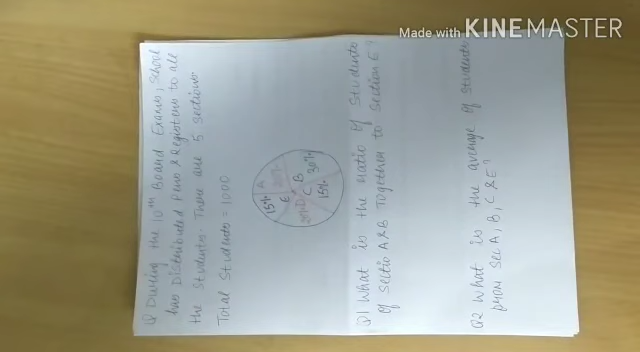 Made with KINEMASTER
Q During the 10th Board Exams, School
has Distributed Pens & Registers to all
the students. There are 5 sections.
Total Students = 1000
A
15%
E
B
30%
C
15%
D
20%
20%
Q1 What is the ratio of Students
of sectio A&B Together to section E?
Q2 What is the average of students
from Sec A, B, C & E?